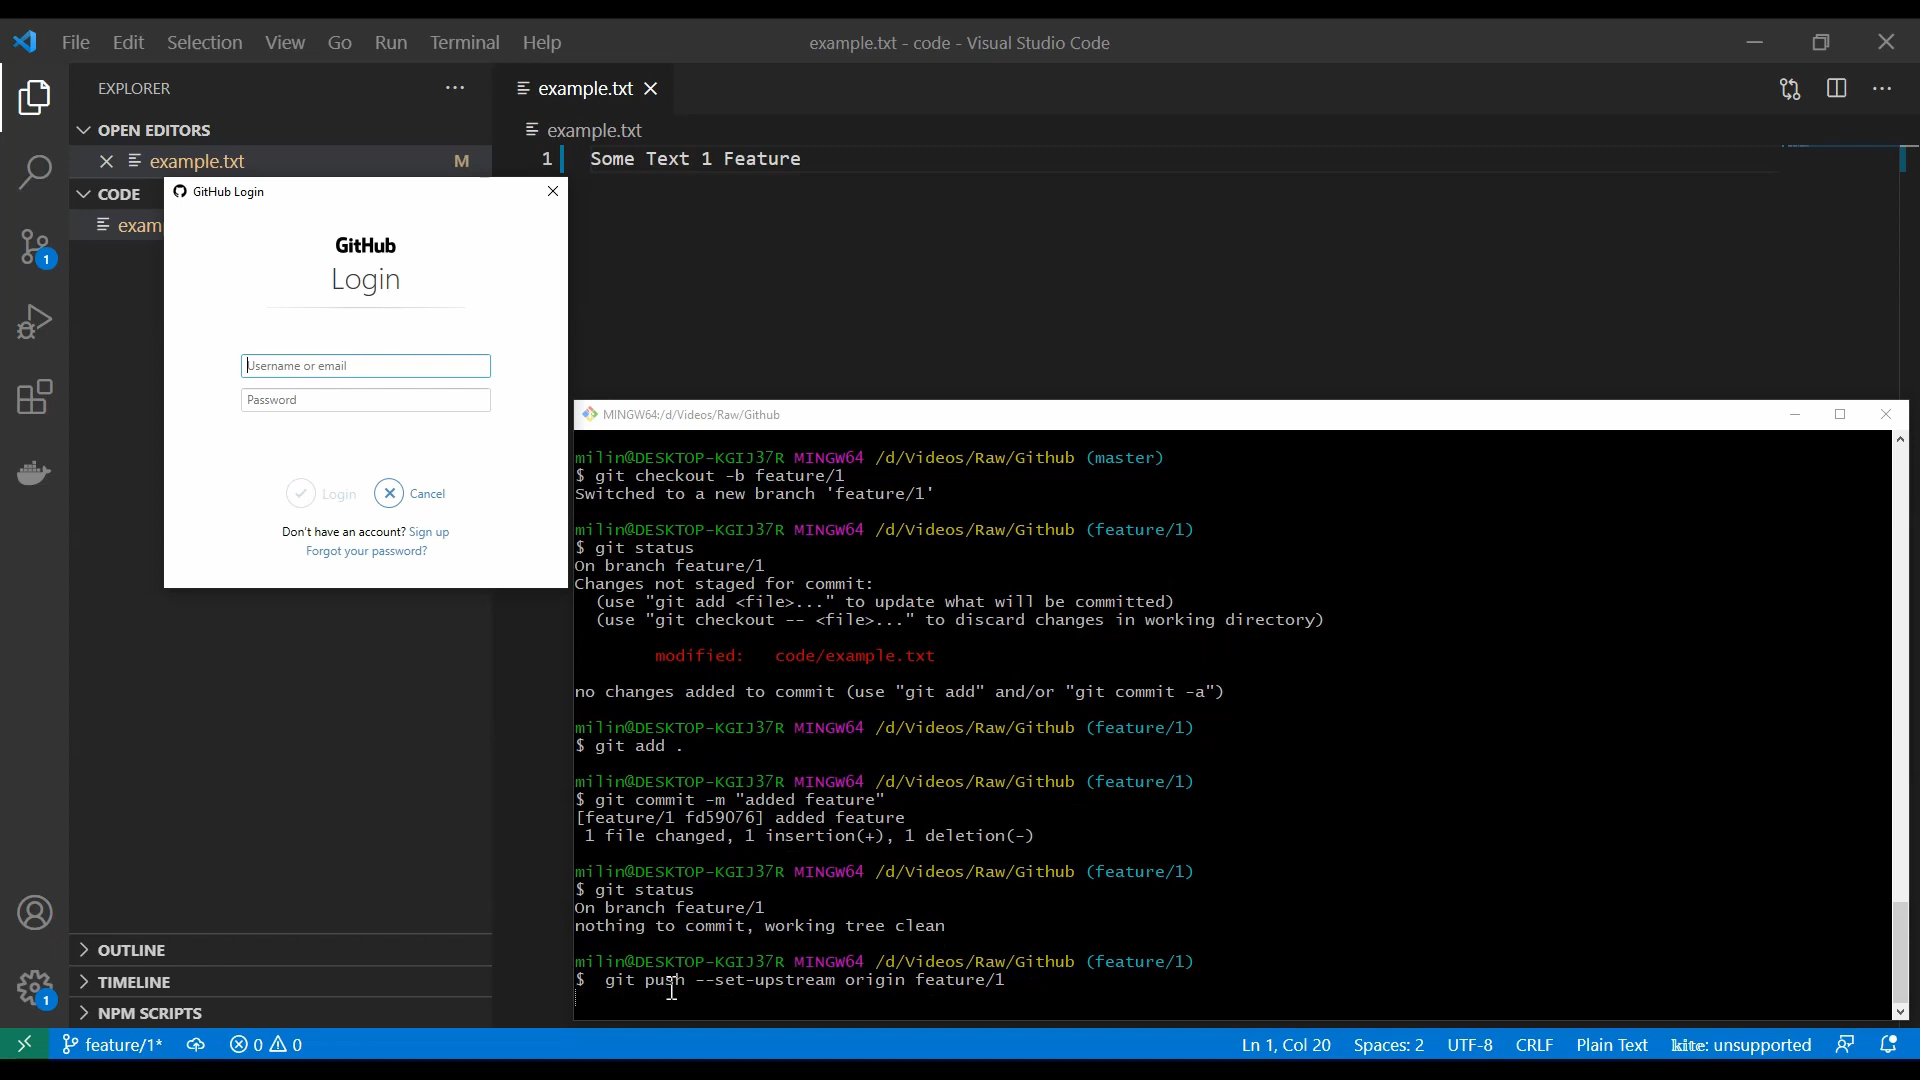 File Edit Selection View Go Run Terminal Help
example.txt - code - Visual Studio Code
EXPLORER
OPEN EDITORS
example.txt M
CODE
exam
1
1
OUTLINE
TIMELINE
NPM SCRIPTS
example.txt
example.txt
1 Some Text 1 Feature
GitHub Login
GitHub
Login
Username or email
Password
Login Cancel
Don't have an account? Sign up
Forgot your password?
MINGW64:/d/Videos/Raw/Github
milin@DESKTOP-KGIJ37R MINGW64 /d/Videos/Raw/Github (master)
$ git checkout -b feature/1
Switched to a new branch 'feature/1'
milin@DESKTOP-KGIJ37R MINGW64 /d/Videos/Raw/Github (feature/1)
$ git status
On branch feature/1
Changes not staged for commit:
(use "git add <file>..." to update what will be committed)
(use "git checkout -- <file>..." to discard changes in working directory)
modified: code/example.txt
no changes added to commit (use "git add" and/or "git commit -a")
milin@DESKTOP-KGIJ37R MINGW64 /d/Videos/Raw/Github (feature/1)
$ git add .
milin@DESKTOP-KGIJ37R MINGW64 /d/Videos/Raw/Github (feature/1)
$ git commit -m "added feature"
[feature/1 fd59076] added feature
1 file changed, 1 insertion(+), 1 deletion(-)
milin@DESKTOP-KGIJ37R MINGW64 /d/Videos/Raw/Github (feature/1)
$ git status
On branch feature/1
nothing to commit, working tree clean
milin@DESKTOP-KGIJ37R MINGW64 /d/Videos/Raw/Github (feature/1)
$ git push --set-upstream origin feature/1
feature/1* 0 0 Ln 1, Col 20 Spaces: 2 UTF-8 CRLF Plain Text kite: unsupported